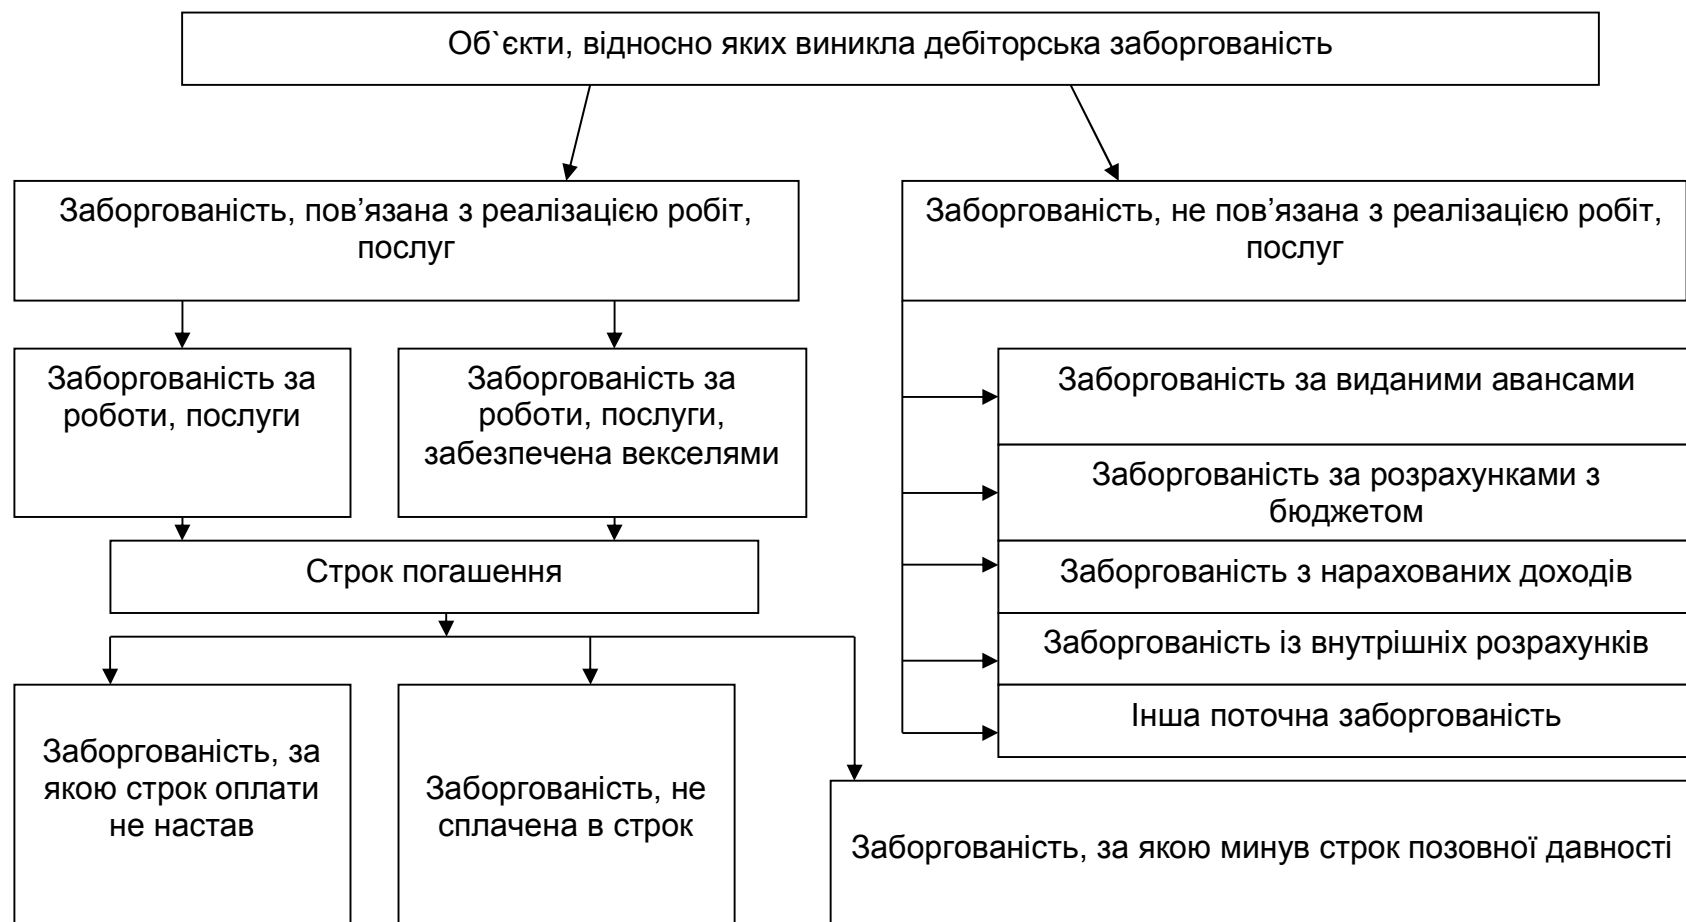 Об`єкти, відносно яких виникла дебіторська заборгованість
Заборгованість, пов’язана з реалізацією робіт,
послуг
Заборгованість, не пов’язана з реалізацією робіт,
послуг
Заборгованість за
роботи, послуги
Заборгованість за
роботи, послуги,
забезпечена векселями
Заборгованість за виданими авансами
Заборгованість за розрахунками з
бюджетом
Заборгованість з нарахованих доходів
Заборгованість із внутрішніх розрахунків
Інша поточна заборгованість
Строк погашення
Заборгованість, за
якою строк оплати
не настав
Заборгованість, не
сплачена в строк
Заборгованість, за якою минув строк позовної давності